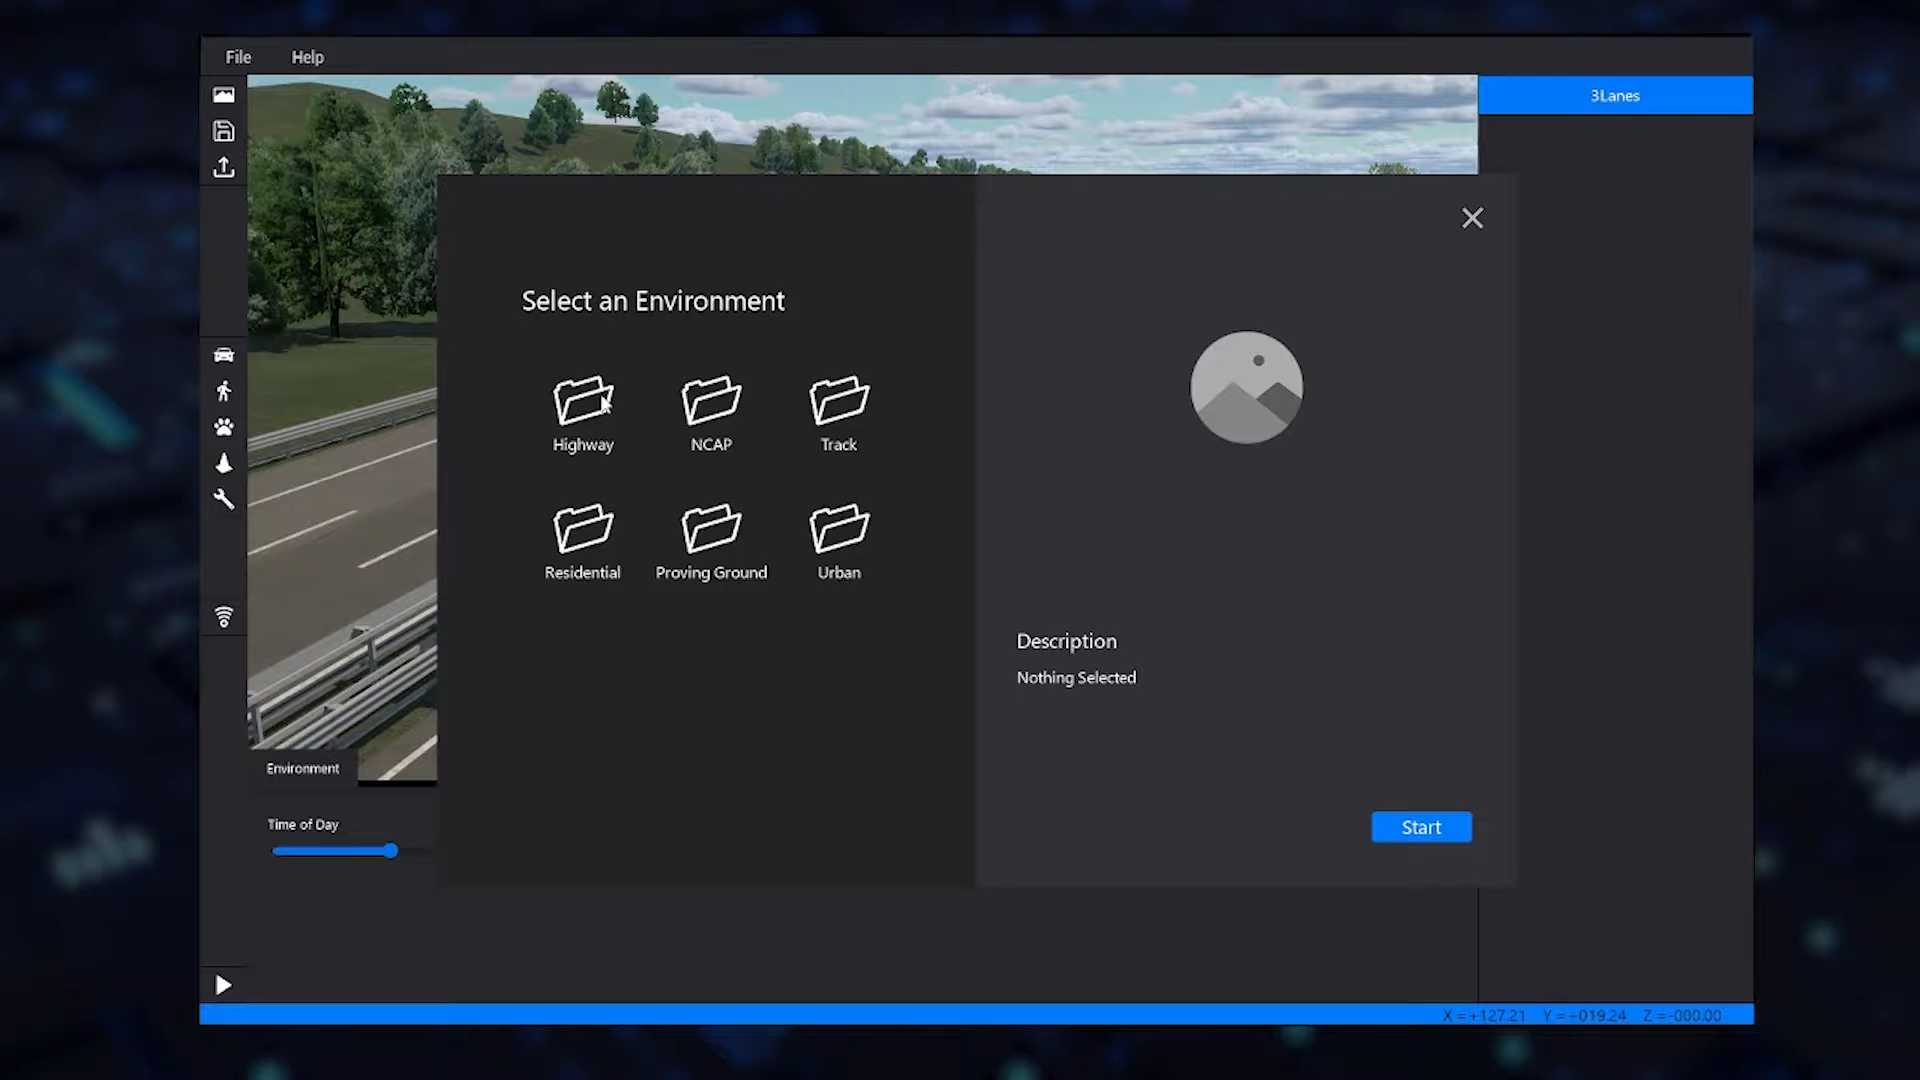 File Help
3Lanes
Select an Environment
Highway NCAP Track
Residential Proving Ground Urban
Description
Nothing Selected
Start
Environment
Time of Day
X = +127.21 Y = -019.24 Z = -000.00